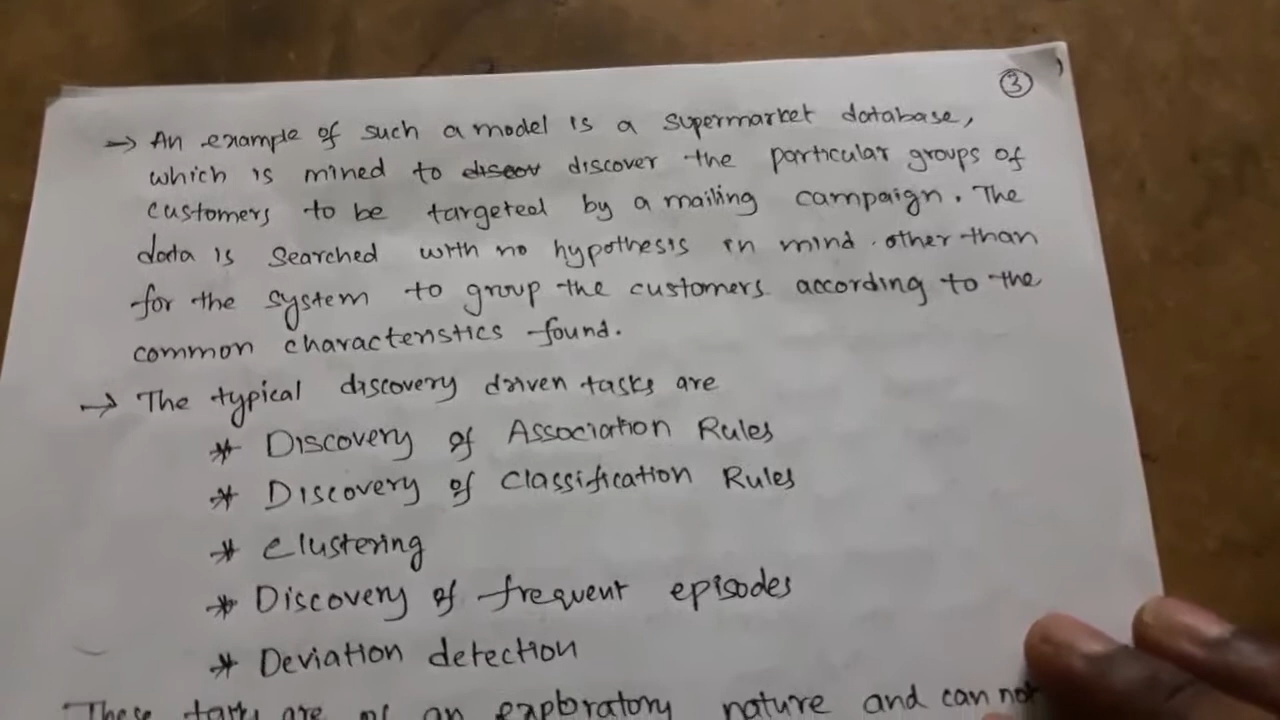 ③
→ An example of such a model is a supermarket database,
which is mined to discov discover the particular groups of
customers to be targeted by a mailing campaign. The
data is searched with no hypothesis in mind other than
for the system to group the customers according to the
common characteristics found.
→ The typical discovery driven tasks are
* Discovery of Association Rules
* Discovery of classification Rules
* Clustering
* Discovery of frequent episodes
* Deviation detection
These are of an exploratory nature and can not